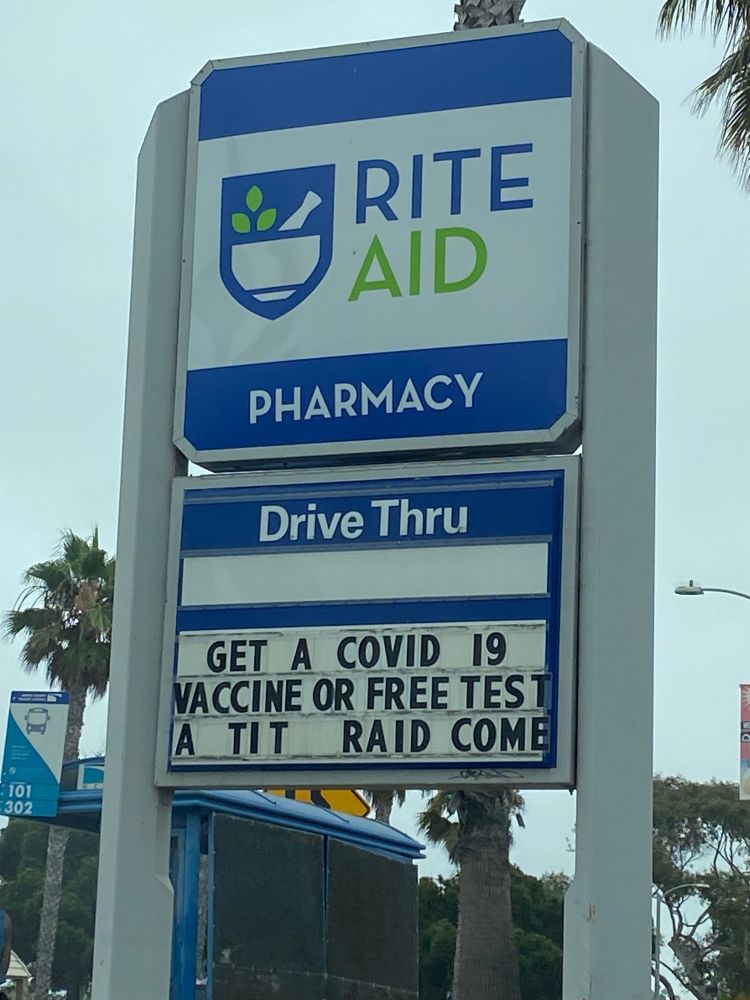 RITE
AID
PHARMACY
Drive Thru
GET A COVID 19
VACCINE OR FREE TEST
A TIT RAID COME
101
302